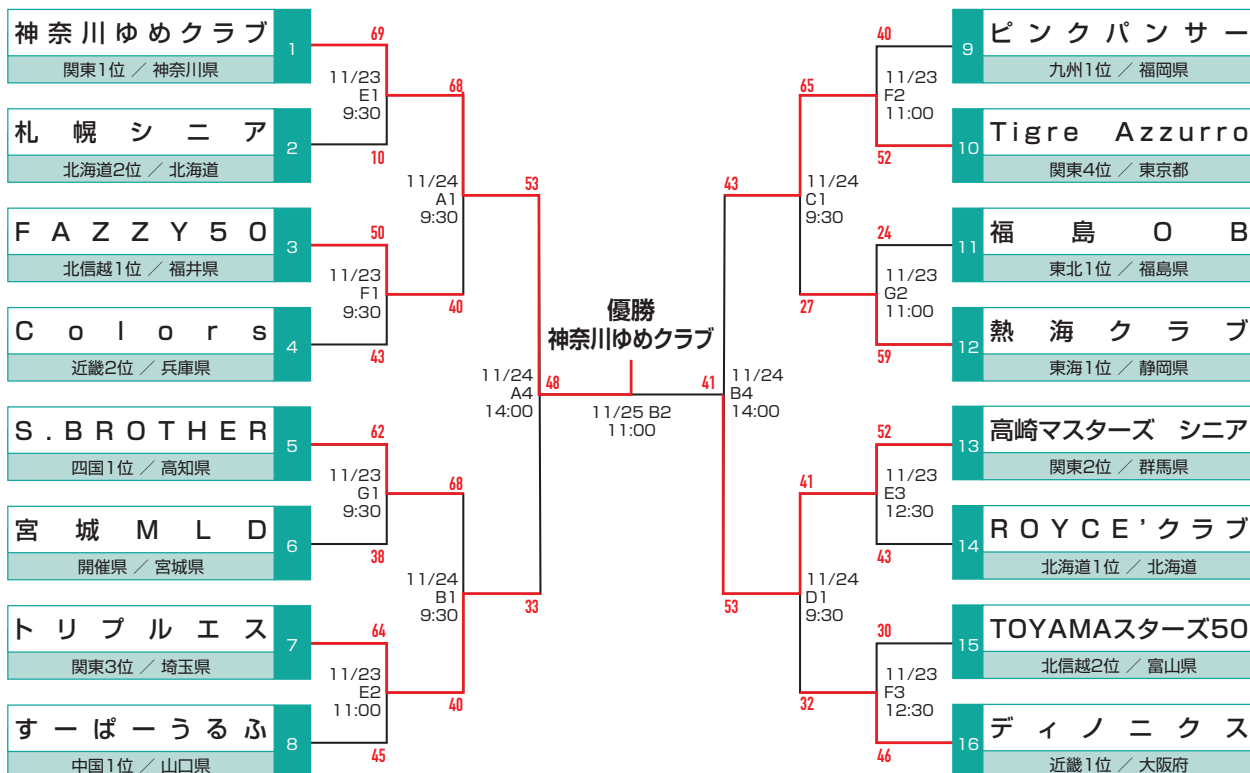 神奈川ゆめクラブ
1
関東1位 ／ 神奈川県
札幌シニア
2
北海道2位 ／ 北海道
FAZZY50
3
北信越1位 ／ 福井県
Colors
4
近畿2位 ／ 兵庫県
S.BROTHER
5
四国1位 ／ 高知県
宮城MLD
6
開催県 ／ 宮城県
トリプルエス
7
関東3位 ／ 埼玉県
すーぱーうるふ
8
中国1位 ／ 山口県
69
11/23
E1
9:30
10
50
11/23
F1
9:30
43
62
11/23
G1
9:30
38
64
11/23
E2
11:00
45
68
11/24
A1
9:30
40
68
11/24
B1
9:30
40
53
11/24
A4
14:00
33
優勝
神奈川ゆめクラブ
48
41
11/25 B2
11:00
43
11/24
B4
14:00
53
65
11/24
C1
9:30
27
41
11/24
D1
9:30
32
40
11/23
F2
11:00
52
24
11/23
G2
11:00
59
52
11/23
E3
12:30
43
30
11/23
F3
12:30
46
9
ピンクパンサー
九州1位 ／ 福岡県
10
Tigre Azzurro
関東4位 ／ 東京都
11
福島OB
東北1位 ／ 福島県
12
熱海クラブ
東海1位 ／ 静岡県
13
高崎マスターズ シニア
関東2位 ／ 群馬県
14
ROYCE'クラブ
北海道1位 ／ 北海道
15
TOYAMAスターズ50
北信越2位 ／ 富山県
16
ディノニクス
近畿1位 ／ 大阪府